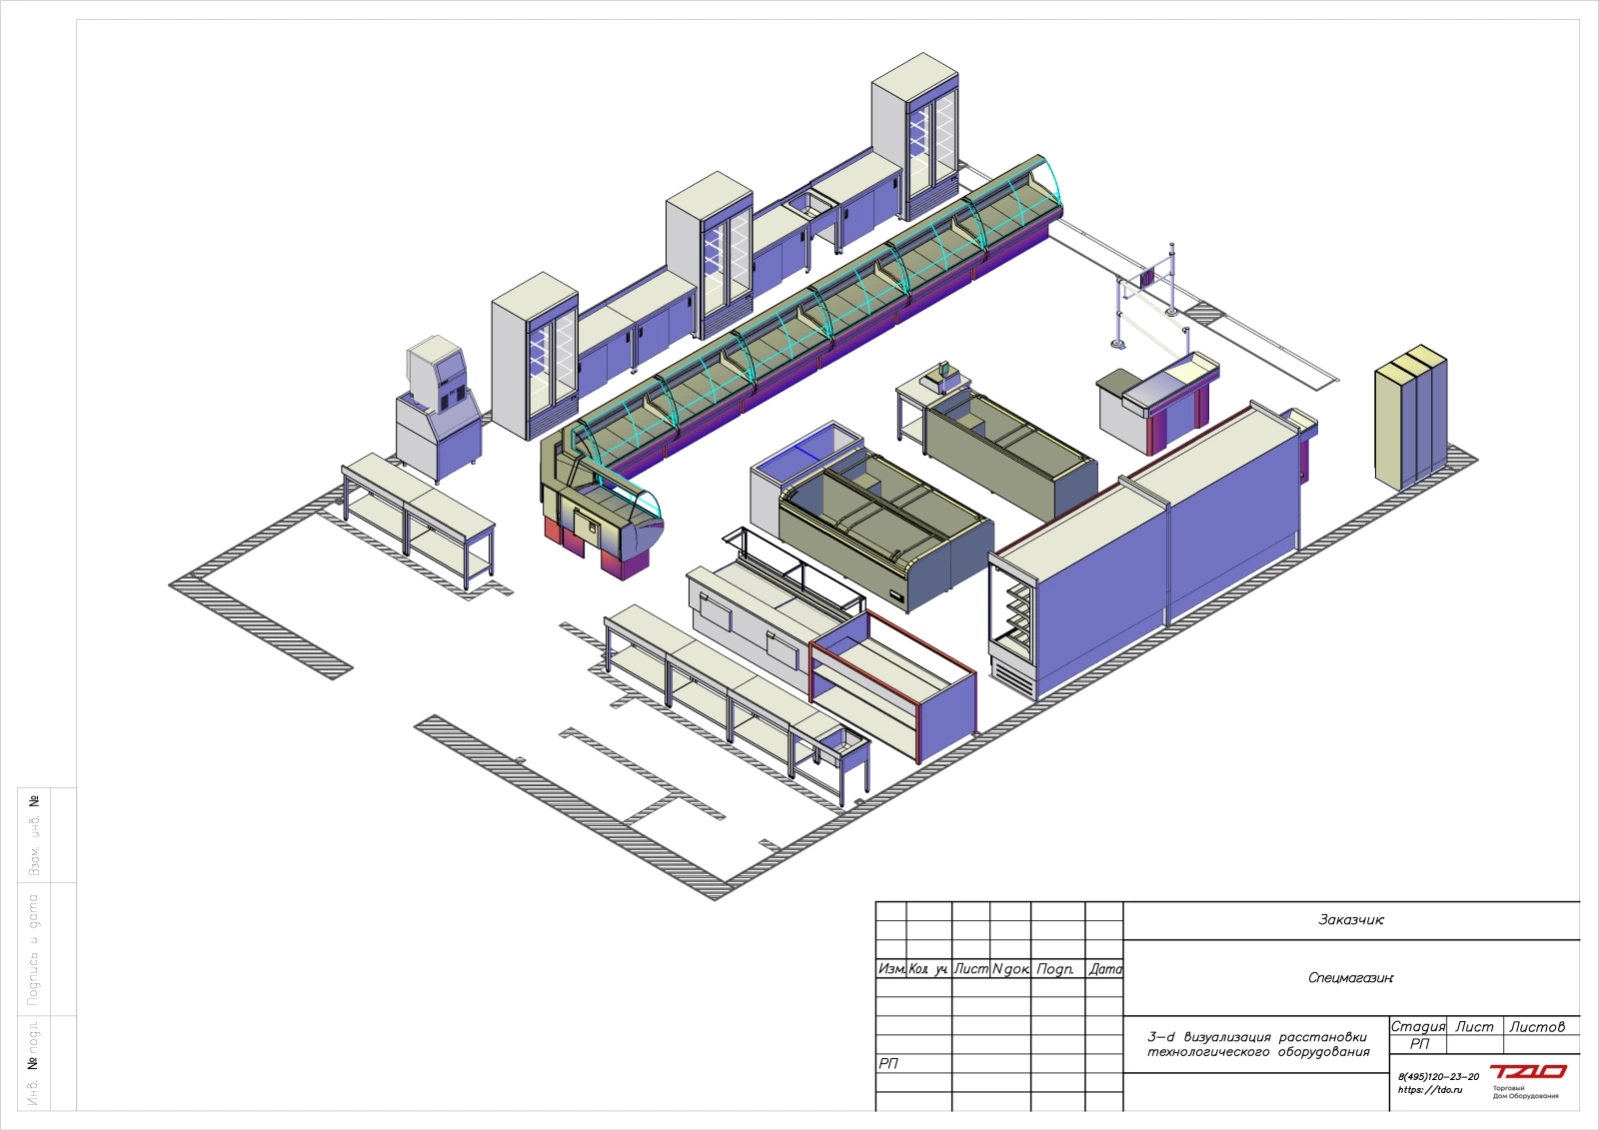 Взам. инв. №
Подпись и дата
Инв. № подл.
Заказчик:
Спецмагазин:
Изм. Кол. уч. Лист N док. Подп. Дата
РП
3-d визуализация расстановки
технологического оборудования
Стадия Лист Листов
РП
8(495)120-23-20
https://tdo.ru
ТДО
Торговый
Дом Оборудования